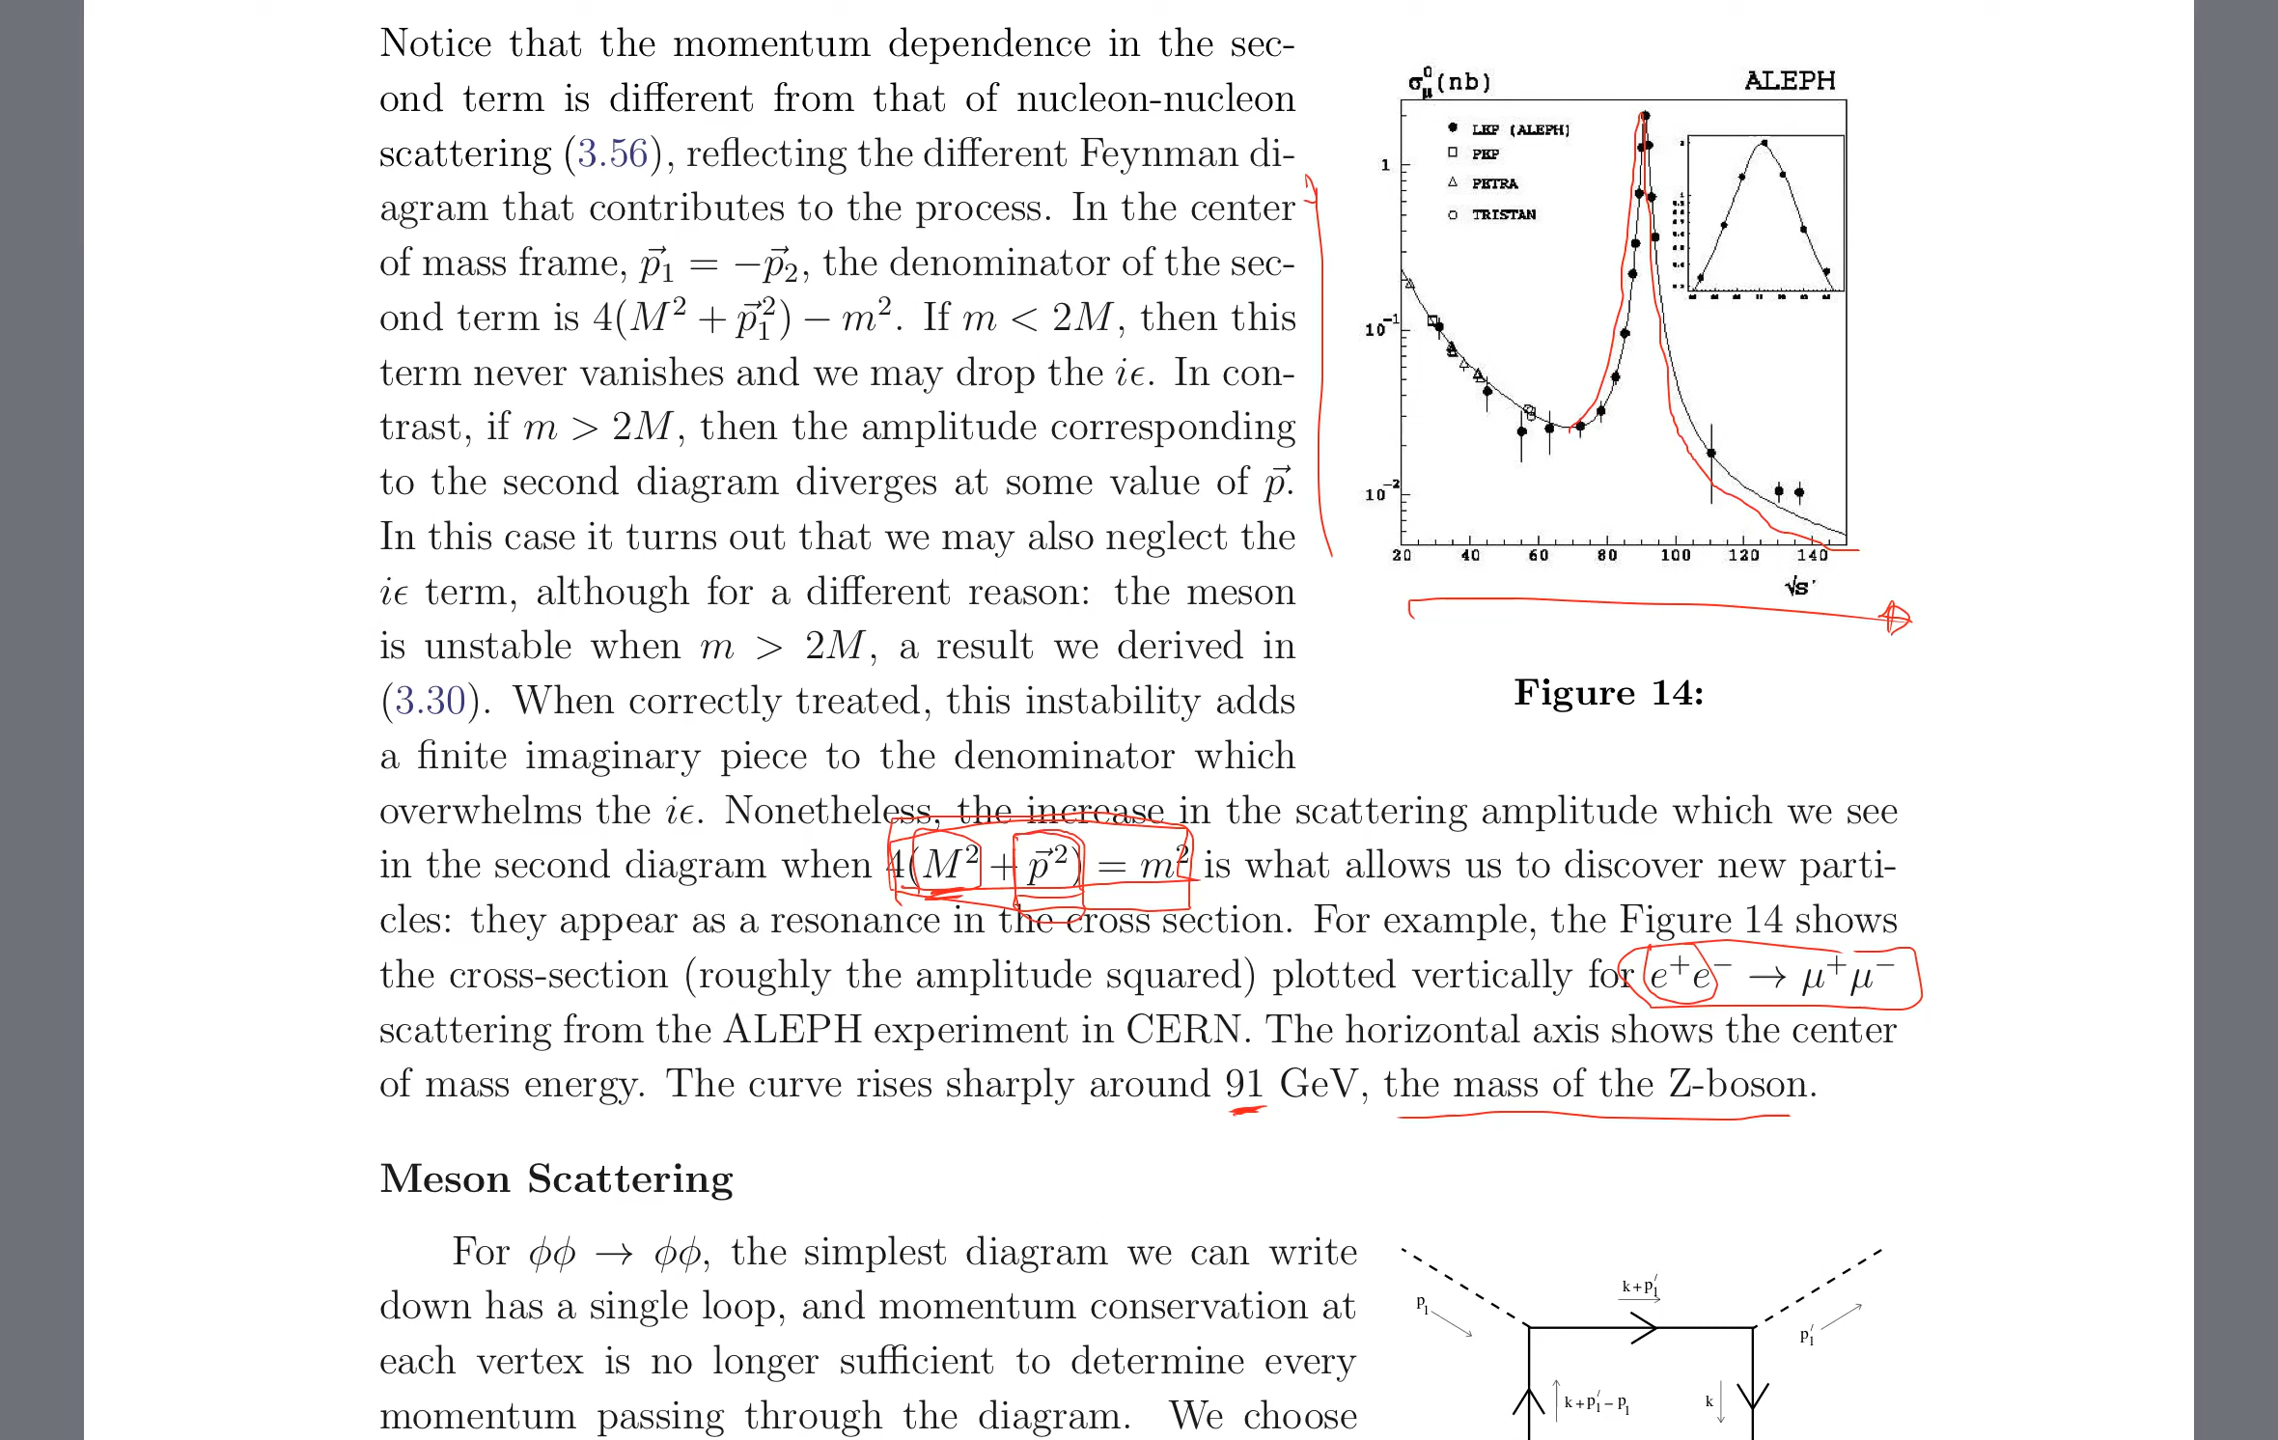 Notice that the momentum dependence in the sec-
ond term is different from that of nucleon-nucleon
scattering (3.56), reflecting the different Feynman di-
agram that contributes to the process. In the center
of mass frame, p⃗₁ = −p⃗₂, the denominator of the sec-
ond term is 4(M² + p⃗₁²) − m². If m < 2M, then this
term never vanishes and we may drop the iϵ. In con-
trast, if m > 2M, then the amplitude corresponding
to the second diagram diverges at some value of p⃗.
In this case it turns out that we may also neglect the
iϵ term, although for a different reason: the meson
is unstable when m > 2M, a result we derived in
(3.30). When correctly treated, this instability adds
a finite imaginary piece to the denominator which
σ⁰μ(nb) ALEPH
LEP (ALEPH)
PEP
PETRA
TRISTAN
1
10⁻¹
10⁻²
20 40 60 80 100 120 140
√s'
Figure 14:
overwhelms the iϵ. Nonetheless, the increase in the scattering amplitude which we see
in the second diagram when 4(M² + p⃗²) = m² is what allows us to discover new parti-
cles: they appear as a resonance in the cross section. For example, the Figure 14 shows
the cross-section (roughly the amplitude squared) plotted vertically for e⁺e⁻ → μ⁺μ⁻
scattering from the ALEPH experiment in CERN. The horizontal axis shows the center
of mass energy. The curve rises sharply around 91 GeV, the mass of the Z-boson.
Meson Scattering
For ϕϕ → ϕϕ, the simplest diagram we can write
down has a single loop, and momentum conservation at
each vertex is no longer sufficient to determine every
momentum passing through the diagram. We choose
k+p₁′
p₁
p₁′
k+p₁′−p₁
k